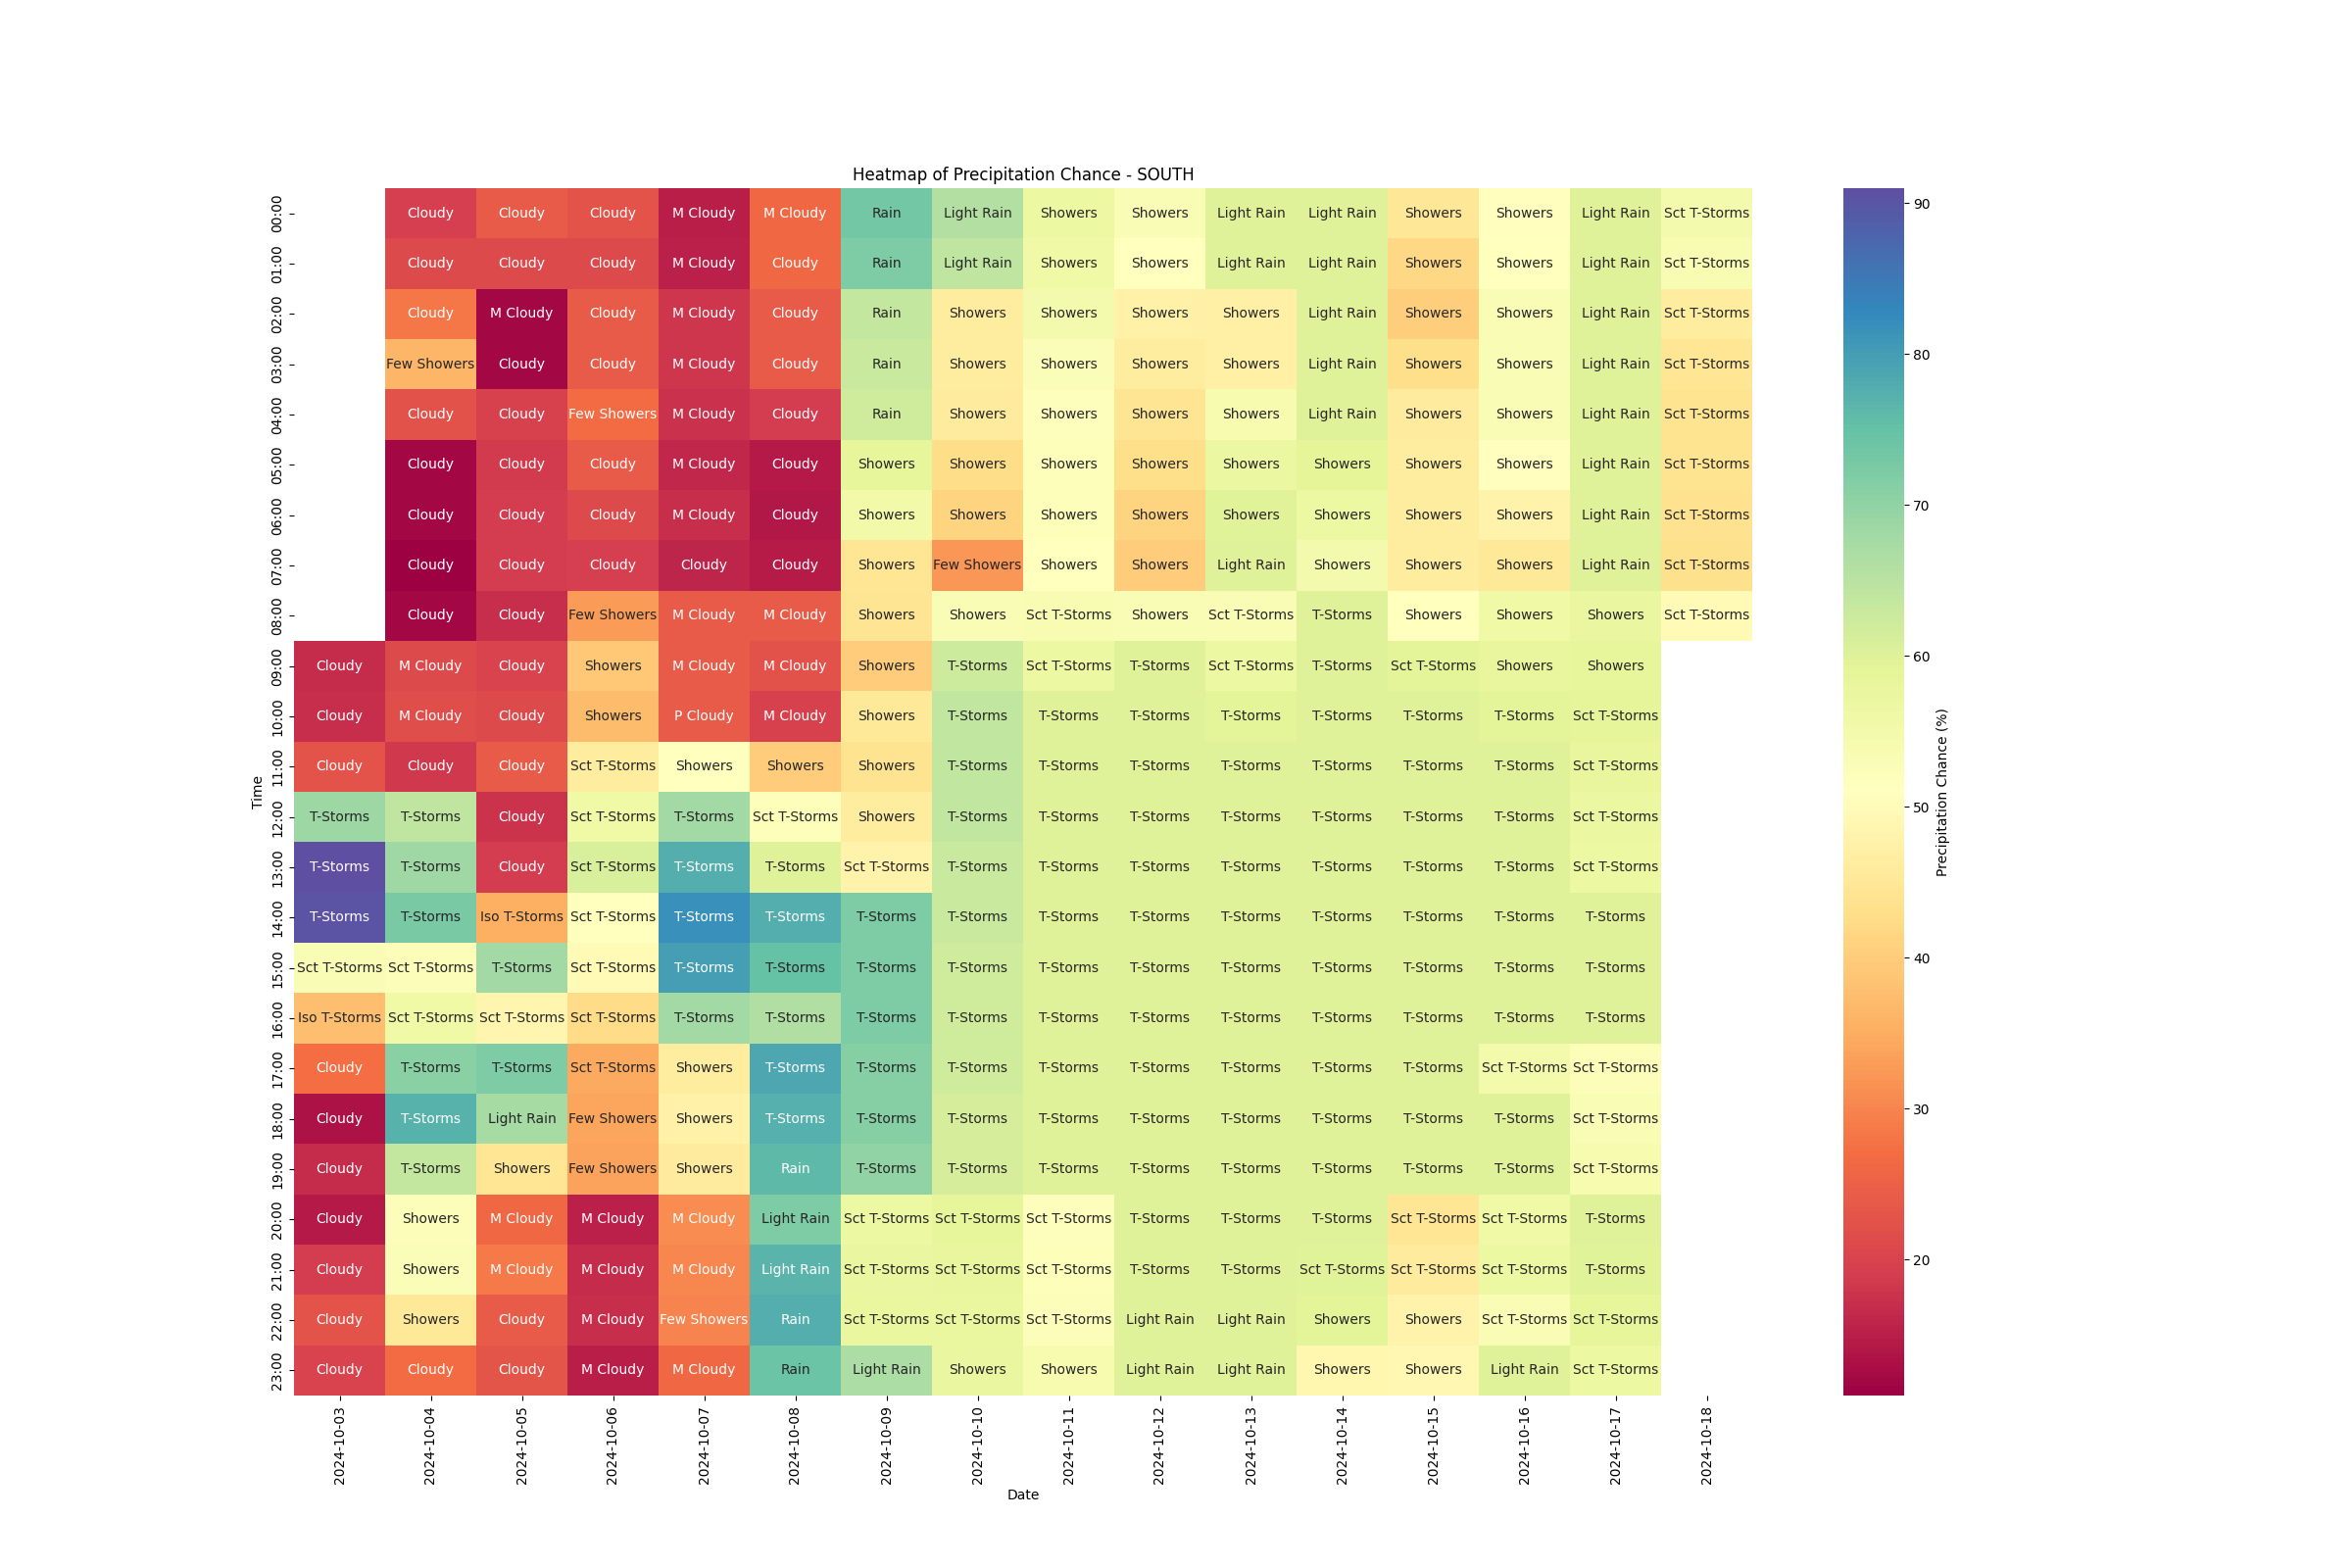 Heatmap of Precipitation Chance - SOUTH
00:00 Cloudy Cloudy Cloudy M Cloudy M Cloudy Rain Light Rain Showers Showers Light Rain Light Rain Showers Showers Light Rain Sct T-Storms
01:00 Cloudy Cloudy Cloudy M Cloudy Cloudy Rain Light Rain Showers Showers Light Rain Light Rain Showers Showers Light Rain Sct T-Storms
02:00 Cloudy M Cloudy Cloudy M Cloudy Cloudy Rain Showers Showers Showers Showers Light Rain Showers Showers Light Rain Sct T-Storms
03:00 Few Showers Cloudy Cloudy M Cloudy Cloudy Rain Showers Showers Showers Showers Light Rain Showers Showers Light Rain Sct T-Storms
04:00 Cloudy Cloudy Few Showers M Cloudy Cloudy Rain Showers Showers Showers Showers Light Rain Showers Showers Light Rain Sct T-Storms
05:00 Cloudy Cloudy Cloudy M Cloudy Cloudy Showers Showers Showers Showers Showers Showers Showers Showers Light Rain Sct T-Storms
06:00 Cloudy Cloudy Cloudy M Cloudy Cloudy Showers Showers Showers Showers Showers Showers Showers Showers Light Rain Sct T-Storms
07:00 Cloudy Cloudy Cloudy Cloudy Cloudy Showers Few Showers Showers Showers Light Rain Showers Showers Showers Light Rain Sct T-Storms
08:00 Cloudy Cloudy Few Showers M Cloudy M Cloudy Showers Showers Sct T-Storms Showers Sct T-Storms T-Storms Showers Showers Showers Sct T-Storms
09:00 Cloudy M Cloudy Cloudy Showers M Cloudy M Cloudy Showers T-Storms Sct T-Storms T-Storms Sct T-Storms T-Storms Sct T-Storms Showers Showers
10:00 Cloudy M Cloudy Cloudy Showers P Cloudy M Cloudy Showers T-Storms T-Storms T-Storms T-Storms T-Storms T-Storms T-Storms Sct T-Storms
11:00 Cloudy Cloudy Cloudy Sct T-Storms Showers Showers Showers T-Storms T-Storms T-Storms T-Storms T-Storms T-Storms T-Storms Sct T-Storms
12:00 T-Storms T-Storms Cloudy Sct T-Storms T-Storms Sct T-Storms Showers T-Storms T-Storms T-Storms T-Storms T-Storms T-Storms T-Storms Sct T-Storms
13:00 T-Storms T-Storms Cloudy Sct T-Storms T-Storms T-Storms Sct T-Storms T-Storms T-Storms T-Storms T-Storms T-Storms T-Storms T-Storms Sct T-Storms
14:00 T-Storms T-Storms Iso T-Storms Sct T-Storms T-Storms T-Storms T-Storms T-Storms T-Storms T-Storms T-Storms T-Storms T-Storms T-Storms T-Storms
15:00 Sct T-Storms Sct T-Storms T-Storms Sct T-Storms T-Storms T-Storms T-Storms T-Storms T-Storms T-Storms T-Storms T-Storms T-Storms T-Storms T-Storms
16:00 Iso T-Storms Sct T-Storms Sct T-Storms Sct T-Storms T-Storms T-Storms T-Storms T-Storms T-Storms T-Storms T-Storms T-Storms T-Storms T-Storms T-Storms
17:00 Cloudy T-Storms T-Storms Sct T-Storms Showers T-Storms T-Storms T-Storms T-Storms T-Storms T-Storms T-Storms T-Storms Sct T-Storms Sct T-Storms
18:00 Cloudy T-Storms Light Rain Few Showers Showers T-Storms T-Storms T-Storms T-Storms T-Storms T-Storms T-Storms T-Storms T-Storms Sct T-Storms
19:00 Cloudy T-Storms Showers Few Showers Showers Rain T-Storms T-Storms T-Storms T-Storms T-Storms T-Storms T-Storms T-Storms Sct T-Storms
20:00 Cloudy Showers M Cloudy M Cloudy M Cloudy Light Rain Sct T-Storms Sct T-Storms Sct T-Storms T-Storms T-Storms T-Storms Sct T-Storms Sct T-Storms T-Storms
21:00 Cloudy Showers M Cloudy M Cloudy M Cloudy Light Rain Sct T-Storms Sct T-Storms Sct T-Storms T-Storms T-Storms Sct T-Storms Sct T-Storms Sct T-Storms T-Storms
22:00 Cloudy Showers Cloudy M Cloudy Few Showers Rain Sct T-Storms Sct T-Storms Sct T-Storms Light Rain Light Rain Showers Showers Sct T-Storms Sct T-Storms
23:00 Cloudy Cloudy Cloudy M Cloudy M Cloudy Rain Light Rain Showers Showers Light Rain Light Rain Showers Showers Light Rain Sct T-Storms
Time
2024-10-03 2024-10-04 2024-10-05 2024-10-06 2024-10-07 2024-10-08 2024-10-09 2024-10-10 2024-10-11 2024-10-12 2024-10-13 2024-10-14 2024-10-15 2024-10-16 2024-10-17 2024-10-18
Date
90
80
70
60
50
40
30
20
Precipitation Chance (%)